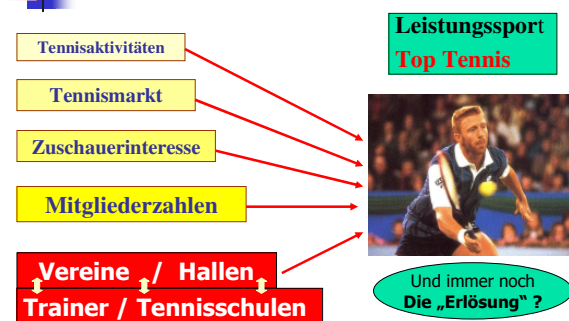 Leistungssport
Top Tennis
Tennisaktivitäten
Tennismarkt
Zuschauerinteresse
Mitgliederzahlen
Vereine / Hallen
Trainer / Tennisschulen
Und immer noch
Die „Erlösung“ ?